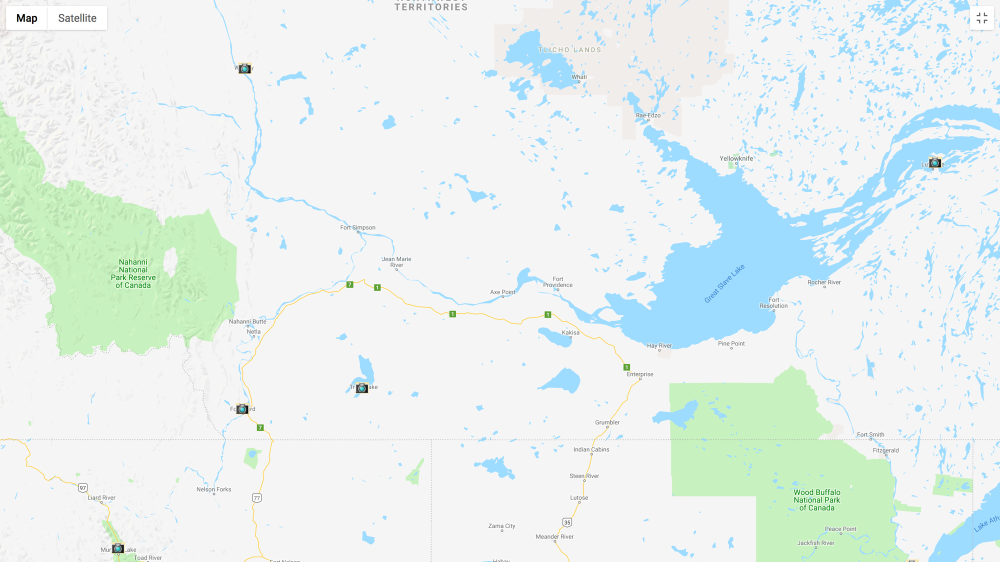 TERRITORIES
Map
Satellite
TLICHO LANDS
Whati
Rae-Edzo
Yellowknife
Fort Simpson
Jean Marie
River
Nahanni
National
Park Reserve
of Canada
Great Slave Lake
Fort
Providence
Axe Point
Rocher River
Fort
Resolution
7
1
1
1
Nahanni Butte
Netla
Kakisa
Hay River
Pine Point
1
Enterprise
7
Grumbler
Fort Smith
Indian Cabins
Fitzgerald
Steen River
97
Nelson Forks
Liard River
77
Lutose
Wood Buffalo
National Park
of Canada
35
Zama City
Peace Point
Meander River
Jackfish River
Lake Ath
Toad River
Fort Nelson
Habay